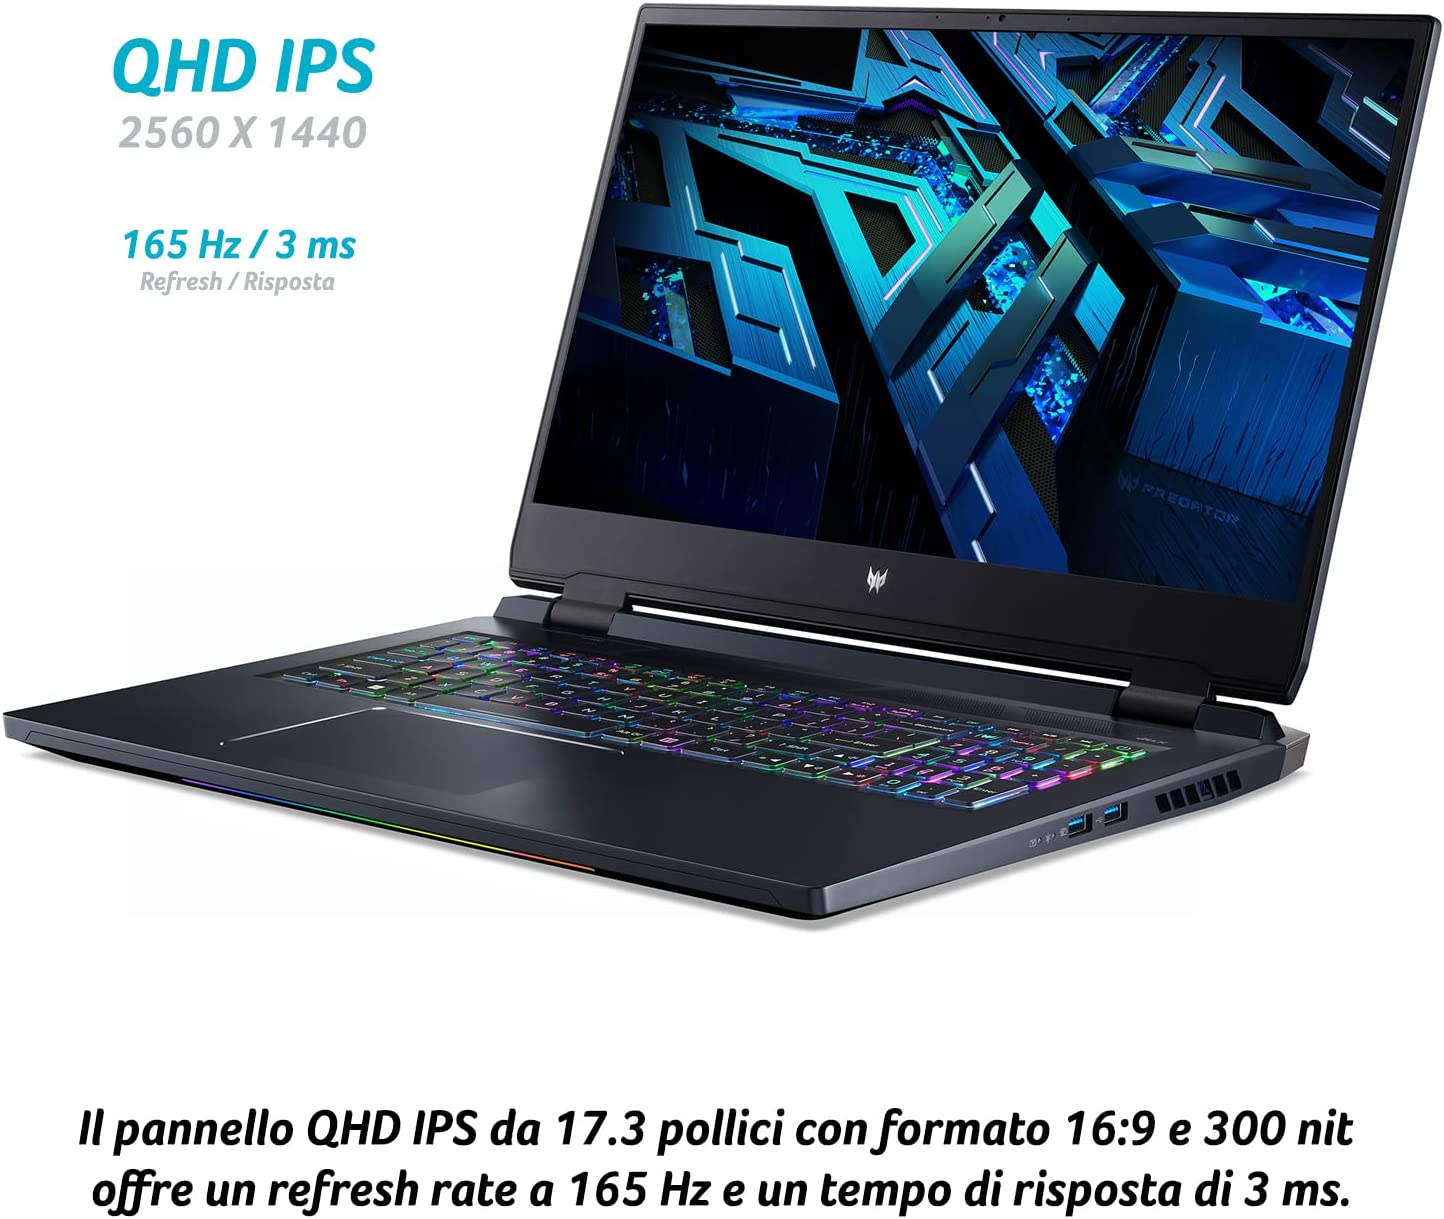 QHD IPS
2560 X 1440
165 Hz / 3 ms
Refresh / Risposta
PREDATOR
Il pannello QHD IPS da 17.3 pollici con formato 16:9 e 300 nit
offre un refresh rate a 165 Hz e un tempo di risposta di 3 ms.